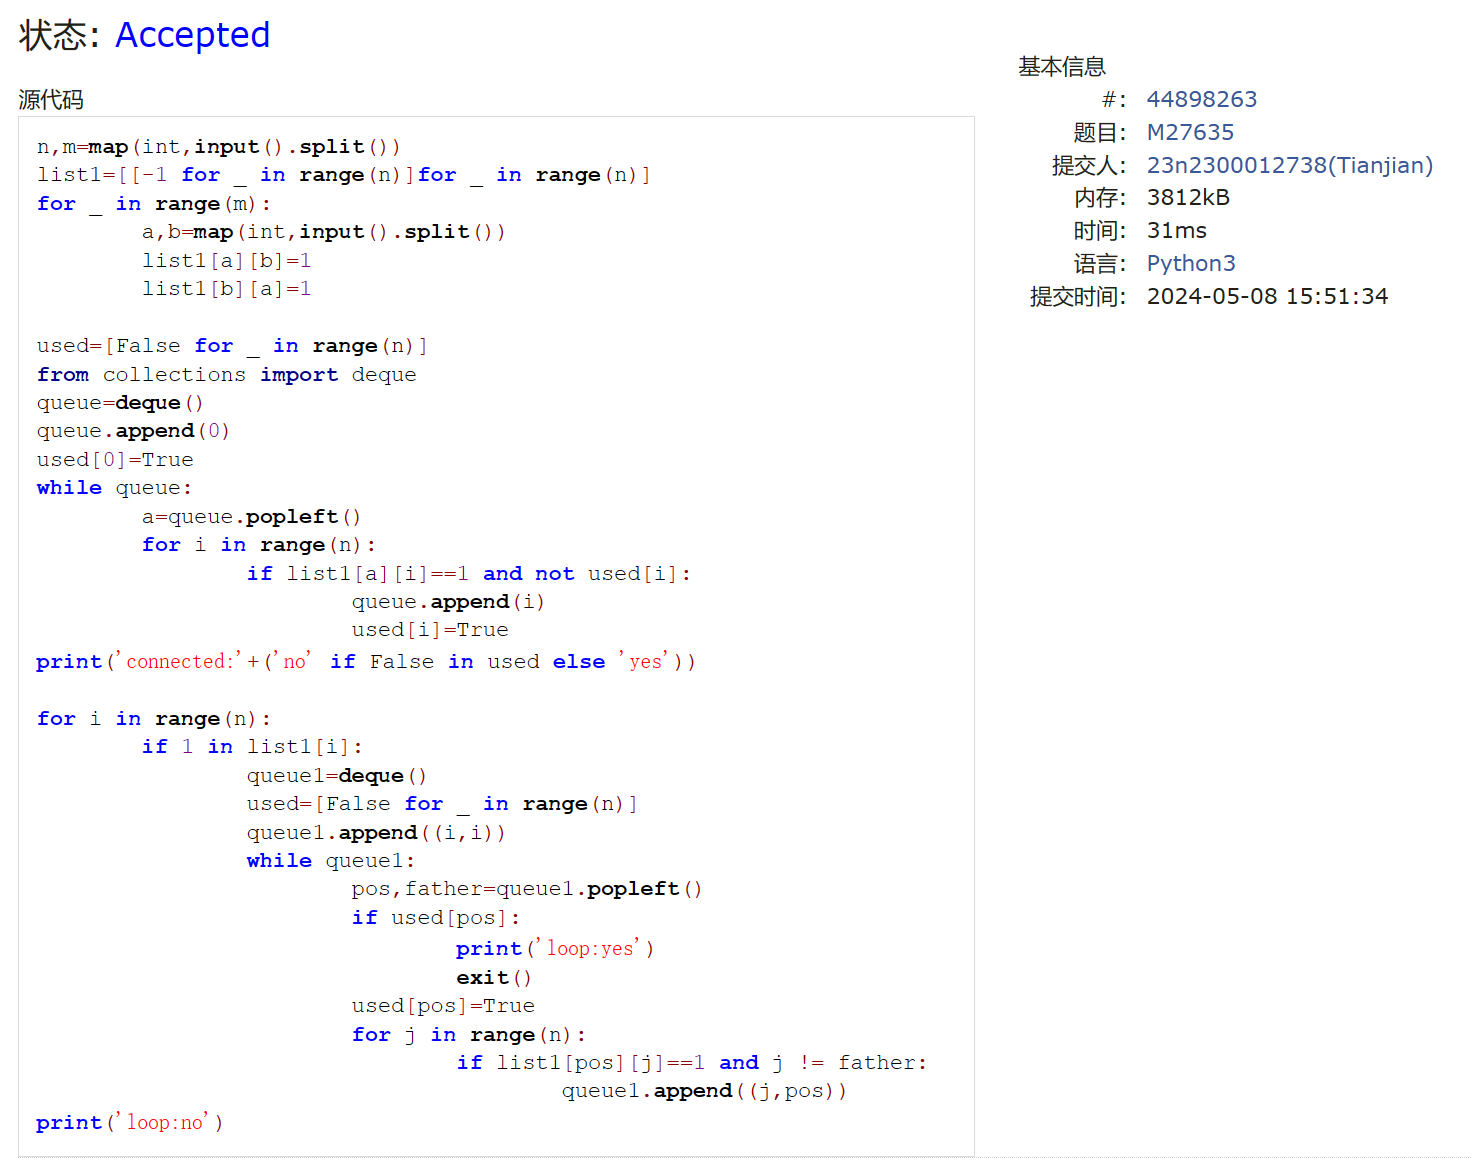 状态: Accepted
源代码
n,m=map(int,input().split())
list1=[[-1 for _ in range(n)]for _ in range(n)]
for _ in range(m):
        a,b=map(int,input().split())
        list1[a][b]=1
        list1[b][a]=1
used=[False for _ in range(n)]
from collections import deque
queue=deque()
queue.append(0)
used[0]=True
while queue:
        a=queue.popleft()
        for i in range(n):
                if list1[a][i]==1 and not used[i]:
                        queue.append(i)
                        used[i]=True
print('connected:'+('no' if False in used else 'yes'))
for i in range(n):
        if 1 in list1[i]:
                queue1=deque()
                used=[False for _ in range(n)]
                queue1.append((i,i))
                while queue1:
                        pos,father=queue1.popleft()
                        if used[pos]:
                                print('loop:yes')
                                exit()
                        used[pos]=True
                        for j in range(n):
                                if list1[pos][j]==1 and j != father:
                                        queue1.append((j,pos))
print('loop:no')
基本信息
#: 44898263
题目: M27635
提交人: 23n2300012738(Tianjian)
内存: 3812kB
时间: 31ms
语言: Python3
提交时间: 2024-05-08 15:51:34